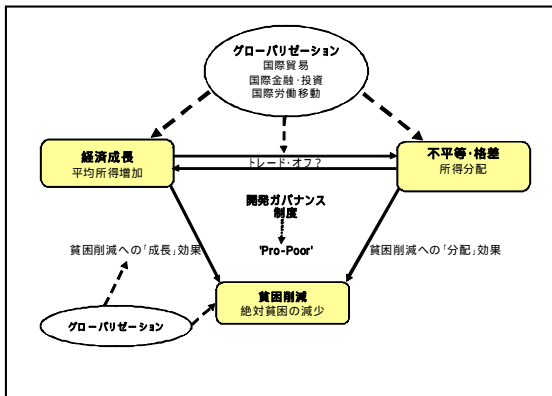 グローバリゼーション
国際貿易
国際金融・投資
国際労働移動
経済成長
平均所得増加
トレード・オフ?
不平等・格差
所得分配
開発ガバナンス
制度
'Pro-Poor'
貧困削減への「成長」効果
貧困削減への「分配」効果
貧困削減
絶対貧困の減少
グローバリゼーション